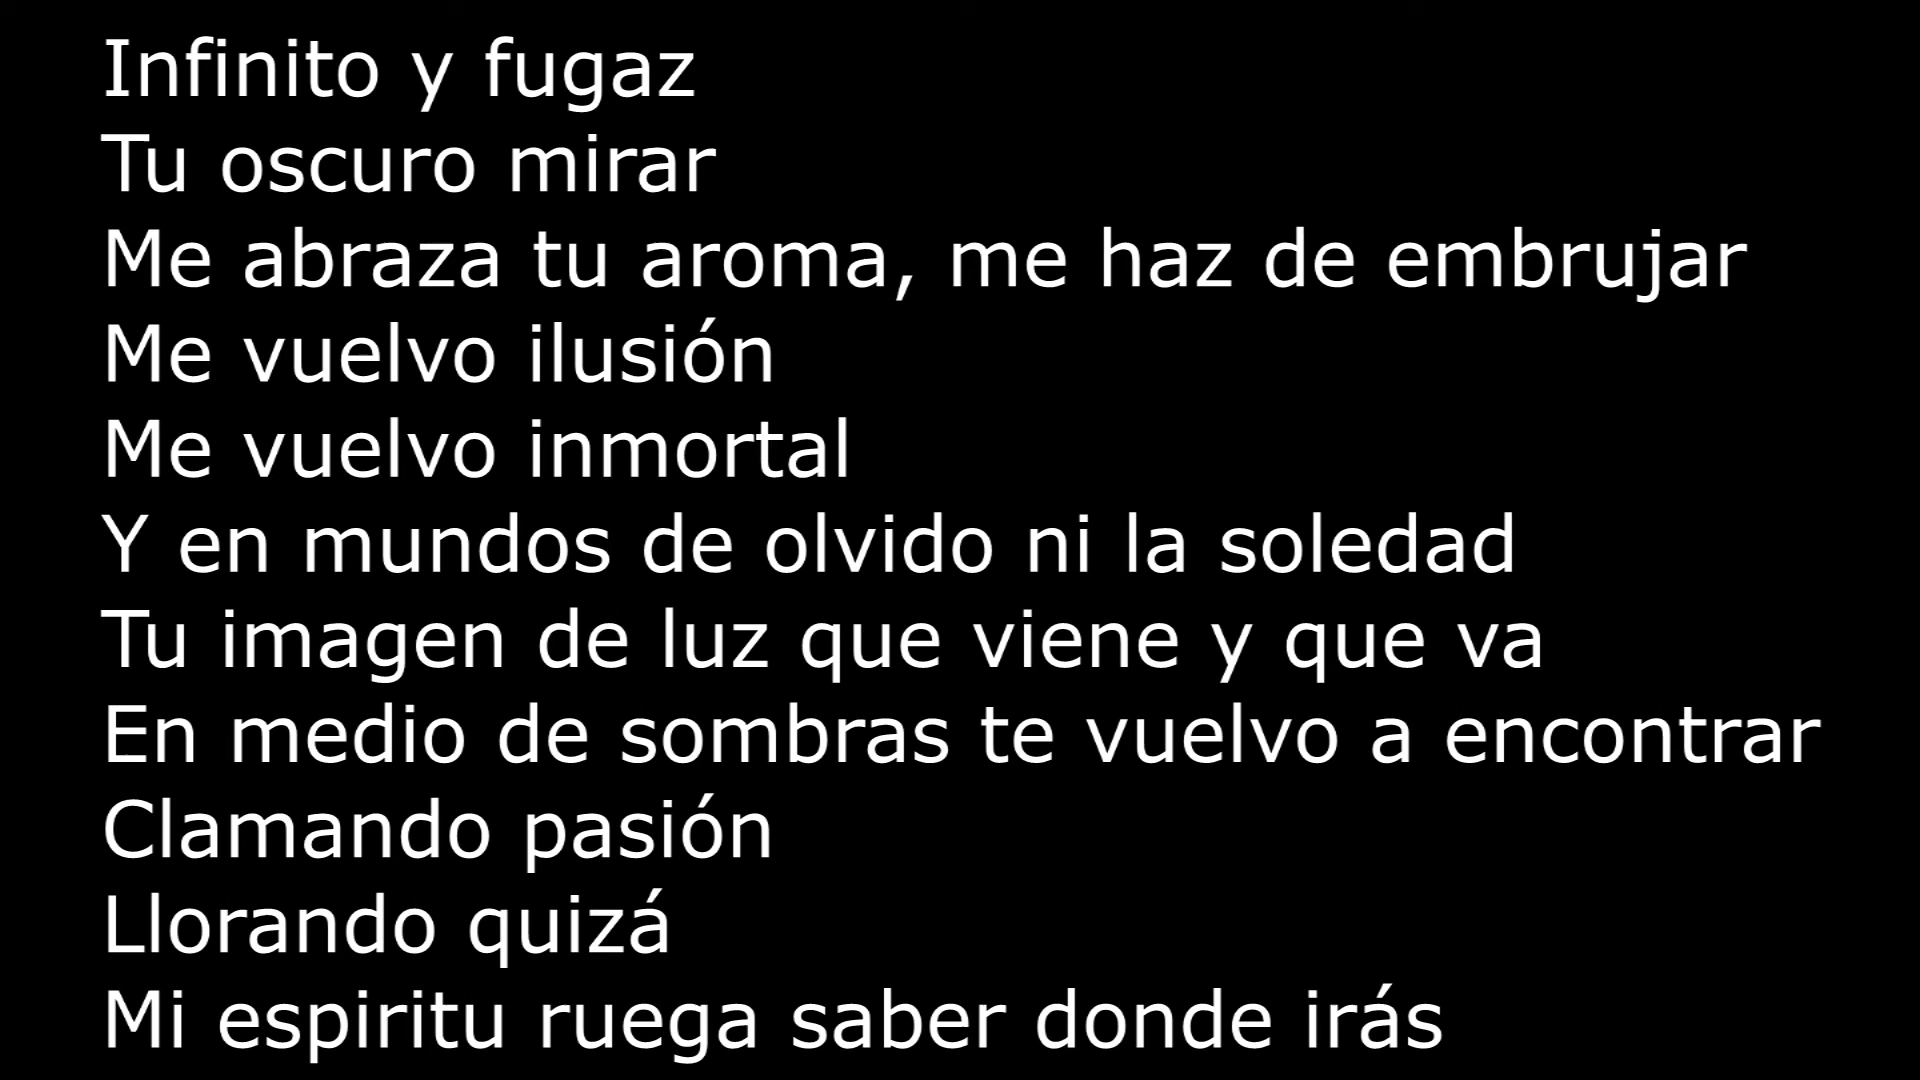 Infinito y fugaz
Tu oscuro mirar
Me abraza tu aroma, me haz de embrujar
Me vuelvo ilusión
Me vuelvo inmortal
Y en mundos de olvido ni la soledad
Tu imagen de luz que viene y que va
En medio de sombras te vuelvo a encontrar
Clamando pasión
Llorando quizá
Mi espiritu ruega saber donde irás